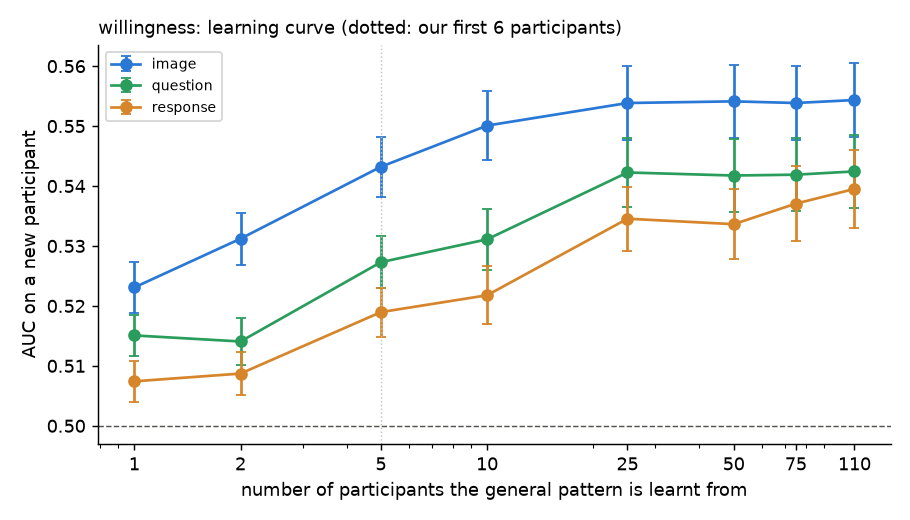 willingness: learning curve (dotted: our first 6 participants)
image
question
response
AUC on a new participant
0.56
0.55
0.54
0.53
0.52
0.51
0.50
1 2 5 10 25 50 75 110
number of participants the general pattern is learnt from